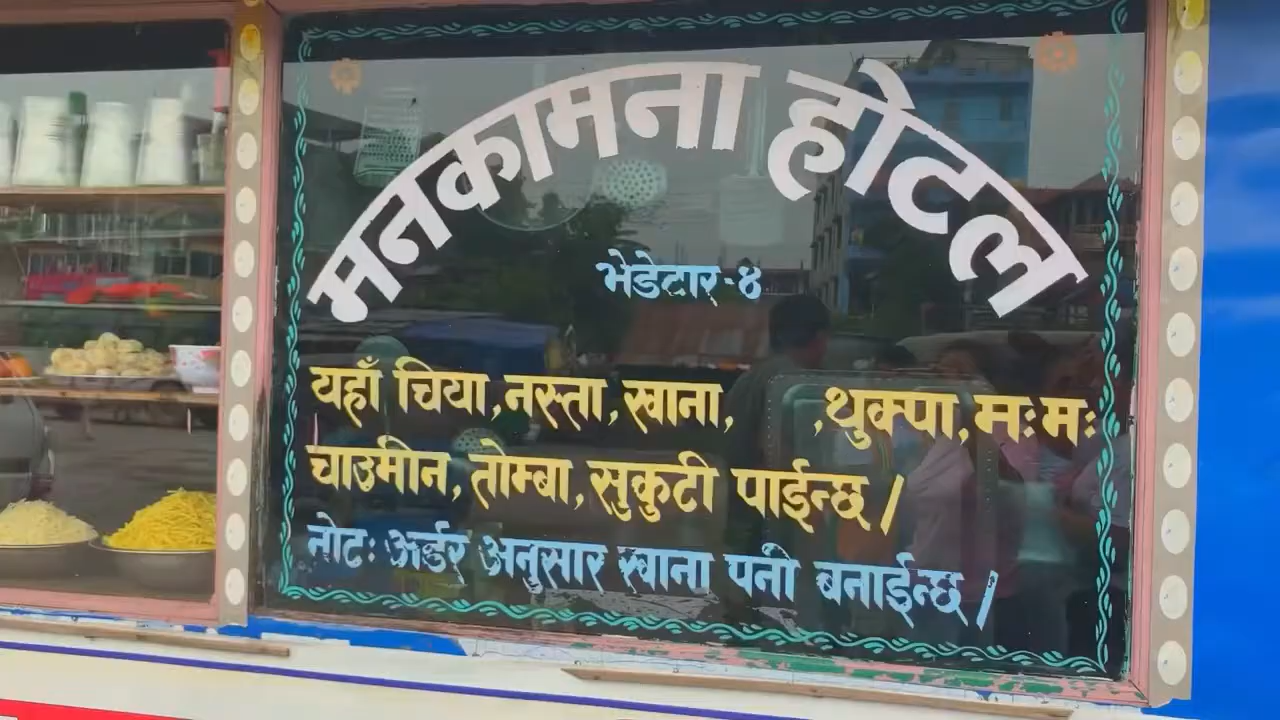 मनकामना होटल
भेडेटार-४
यहाँ चिया,नस्ता,खाना, ,थुक्पा,मःमः
चाउमीन,तोम्बा,सुकुटी पाईन्छ/
नोटः अर्डर अनुसार खाना पनी बनाईन्छ/